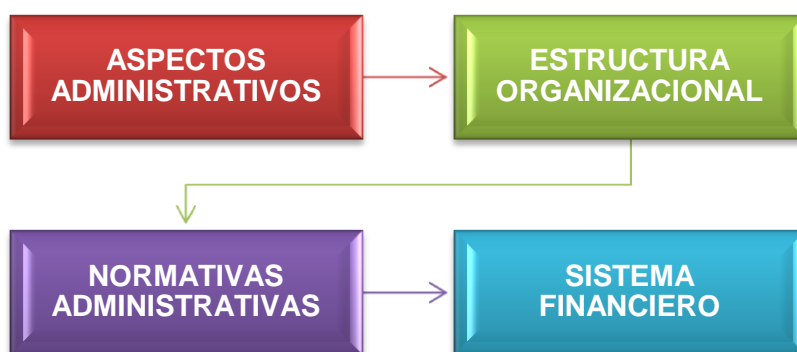 ASPECTOS
ADMINISTRATIVOS
ESTRUCTURA
ORGANIZACIONAL
NORMATIVAS
ADMINISTRATIVAS
SISTEMA
FINANCIERO